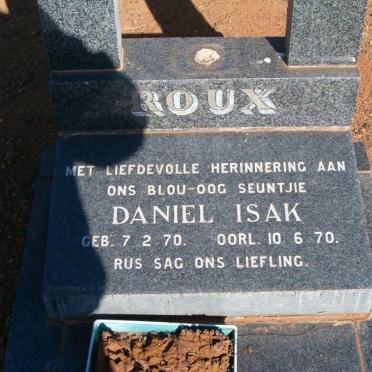 ROUX
MET LIEFDEVOLLE HERINNERING AAN
ONS BLOU-OOG SEUNTJIE
DANIEL ISAK
GEB. 7 2 70. OORL. 10 6 70.
RUS SAG ONS LIEFLING.